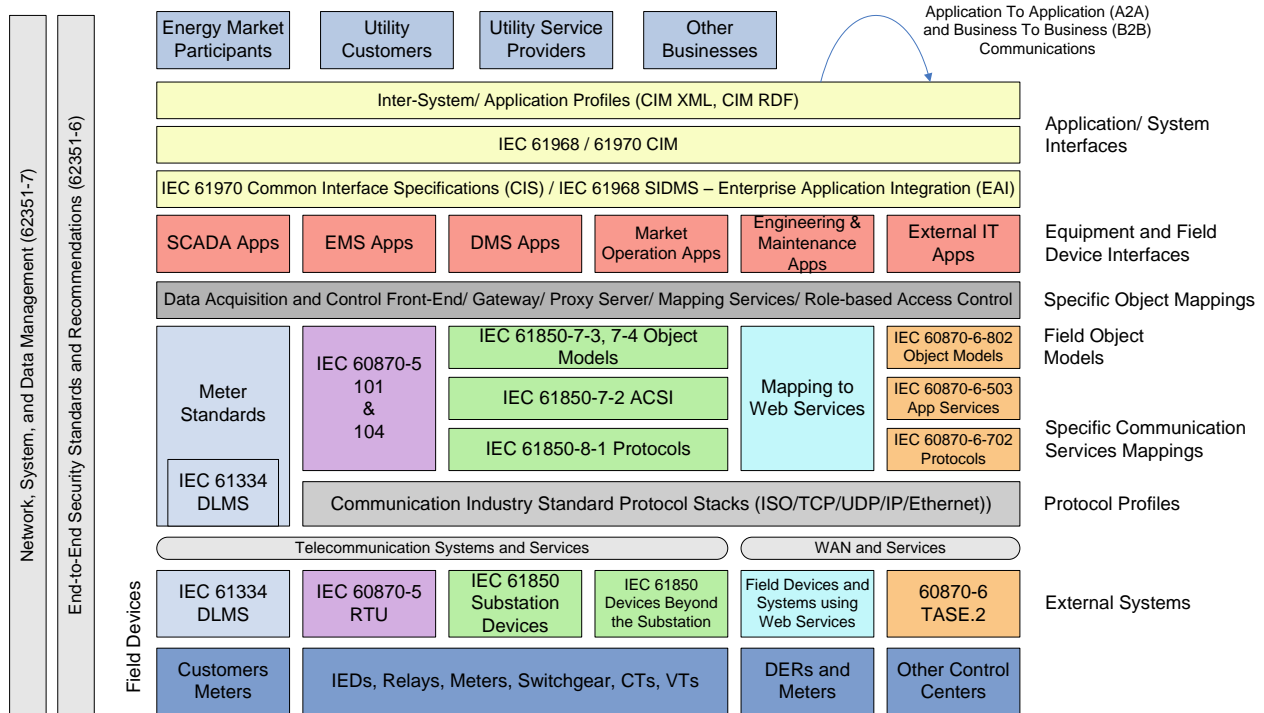 Energy Market
Participants
Utility
Customers
Utility Service
Providers
Other
Businesses
Application To Application (A2A)
and Business To Business (B2B)
Communications
Inter-System/ Application Profiles (CIM XML, CIM RDF)
IEC 61968 / 61970 CIM
Application/ System
Interfaces
IEC 61970 Common Interface Specifications (CIS) / IEC 61968 SIDMS – Enterprise Application Integration (EAI)
SCADA Apps
EMS Apps
DMS Apps
Market
Operation Apps
Engineering &
Maintenance
Apps
External IT
Apps
Equipment and Field
Device Interfaces
Data Acquisition and Control Front-End/ Gateway/ Proxy Server/ Mapping Services/ Role-based Access Control
Specific Object Mappings
Meter
Standards
IEC 61334
DLMS
IEC 60870-5
101
&
104
IEC 61850-7-3, 7-4 Object
Models
IEC 61850-7-2 ACSI
IEC 61850-8-1 Protocols
Mapping to
Web Services
IEC 60870-6-802
Object Models
IEC 60870-6-503
App Services
IEC 60870-6-702
Protocols
Field Object
Models
Specific Communication
Services Mappings
Communication Industry Standard Protocol Stacks (ISO/TCP/UDP/IP/Ethernet))
Protocol Profiles
Telecommunication Systems and Services
WAN and Services
IEC 61334
DLMS
IEC 60870-5
RTU
IEC 61850
Substation
Devices
IEC 61850
Devices Beyond
the Substation
Field Devices and
Systems using
Web Services
60870-6
TASE.2
External Systems
Customers
Meters
IEDs, Relays, Meters, Switchgear, CTs, VTs
DERs and
Meters
Other Control
Centers
Field Devices
Network, System, and Data Management (62351-7)
End-to-End Security Standards and Recommendations (62351-6)